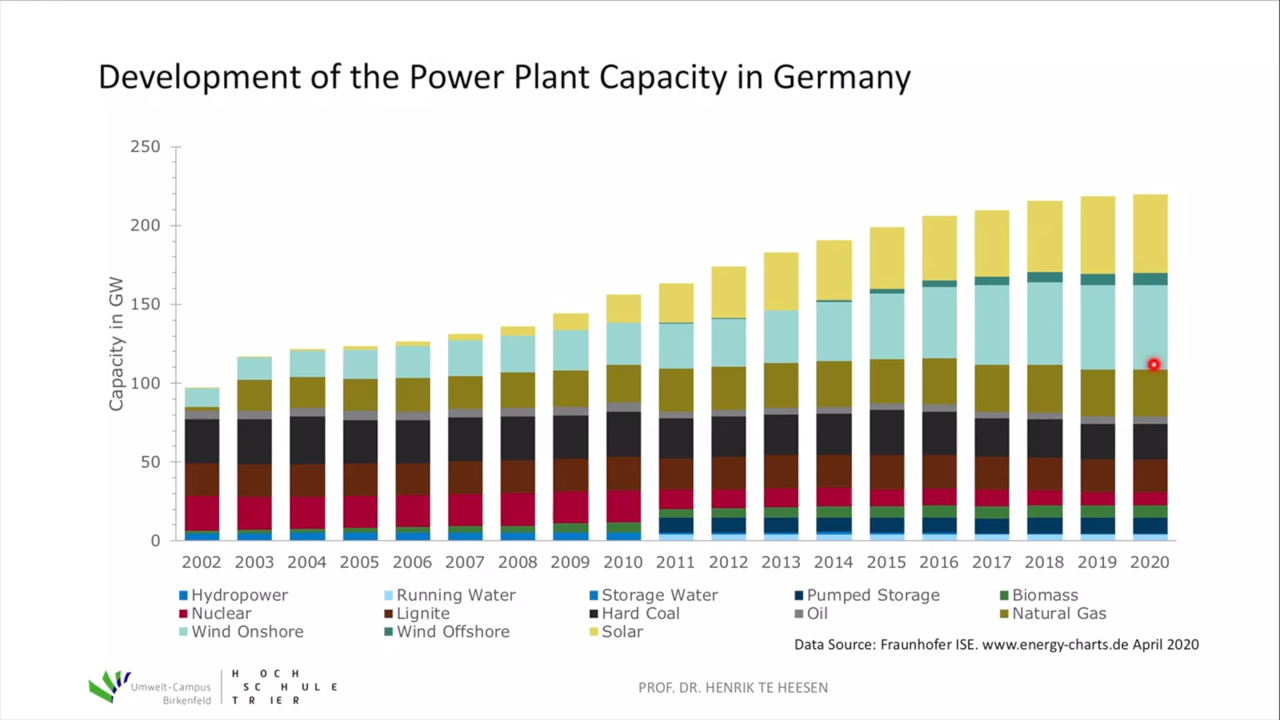 Development of the Power Plant Capacity in Germany
250
200
150
100
50
0
Capacity in GW
2002 2003 2004 2005 2006 2007 2008 2009 2010 2011 2012 2013 2014 2015 2016 2017 2018 2019 2020
Hydropower Running Water Storage Water Pumped Storage Biomass
Nuclear Lignite Hard Coal Oil Natural Gas
Wind Onshore Wind Offshore Solar
Data Source: Fraunhofer ISE. www.energy-charts.de April 2020
Umwelt-Campus
Birkenfeld
HOCH
SCHULE
TRIER
PROF. DR. HENRIK TE HEESEN